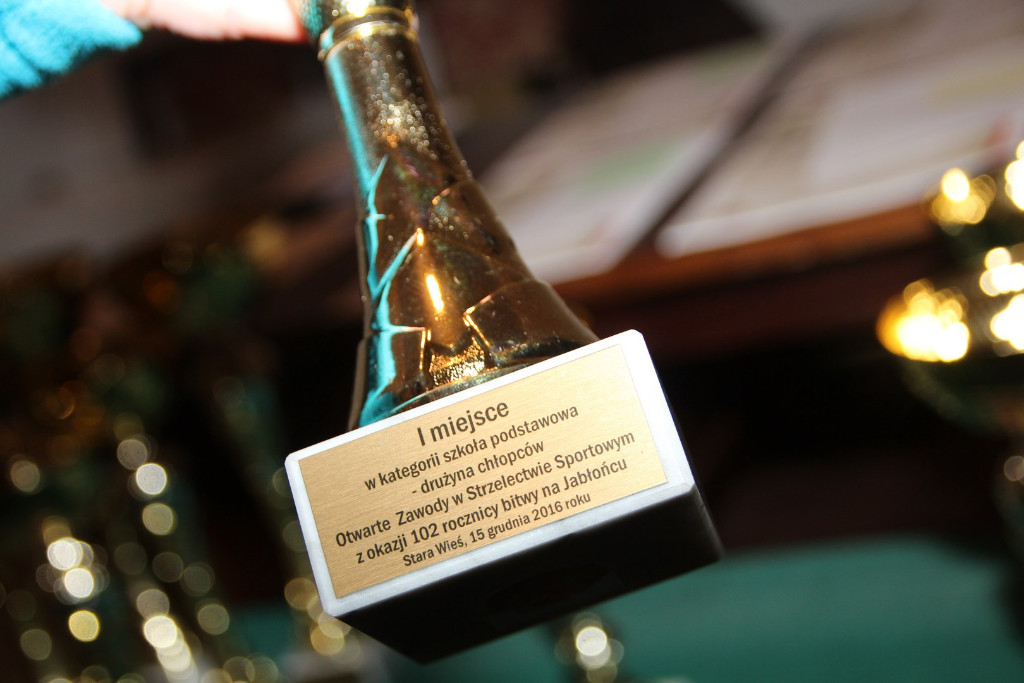 I miejsce
w kategorii szkoła podstawowa
- drużyna chłopców
Otwarte Zawody w Strzelectwie Sportowym
z okazji 102 rocznicy bitwy na Jabłońcu
Stara Wieś, 15 grudnia 2016 roku